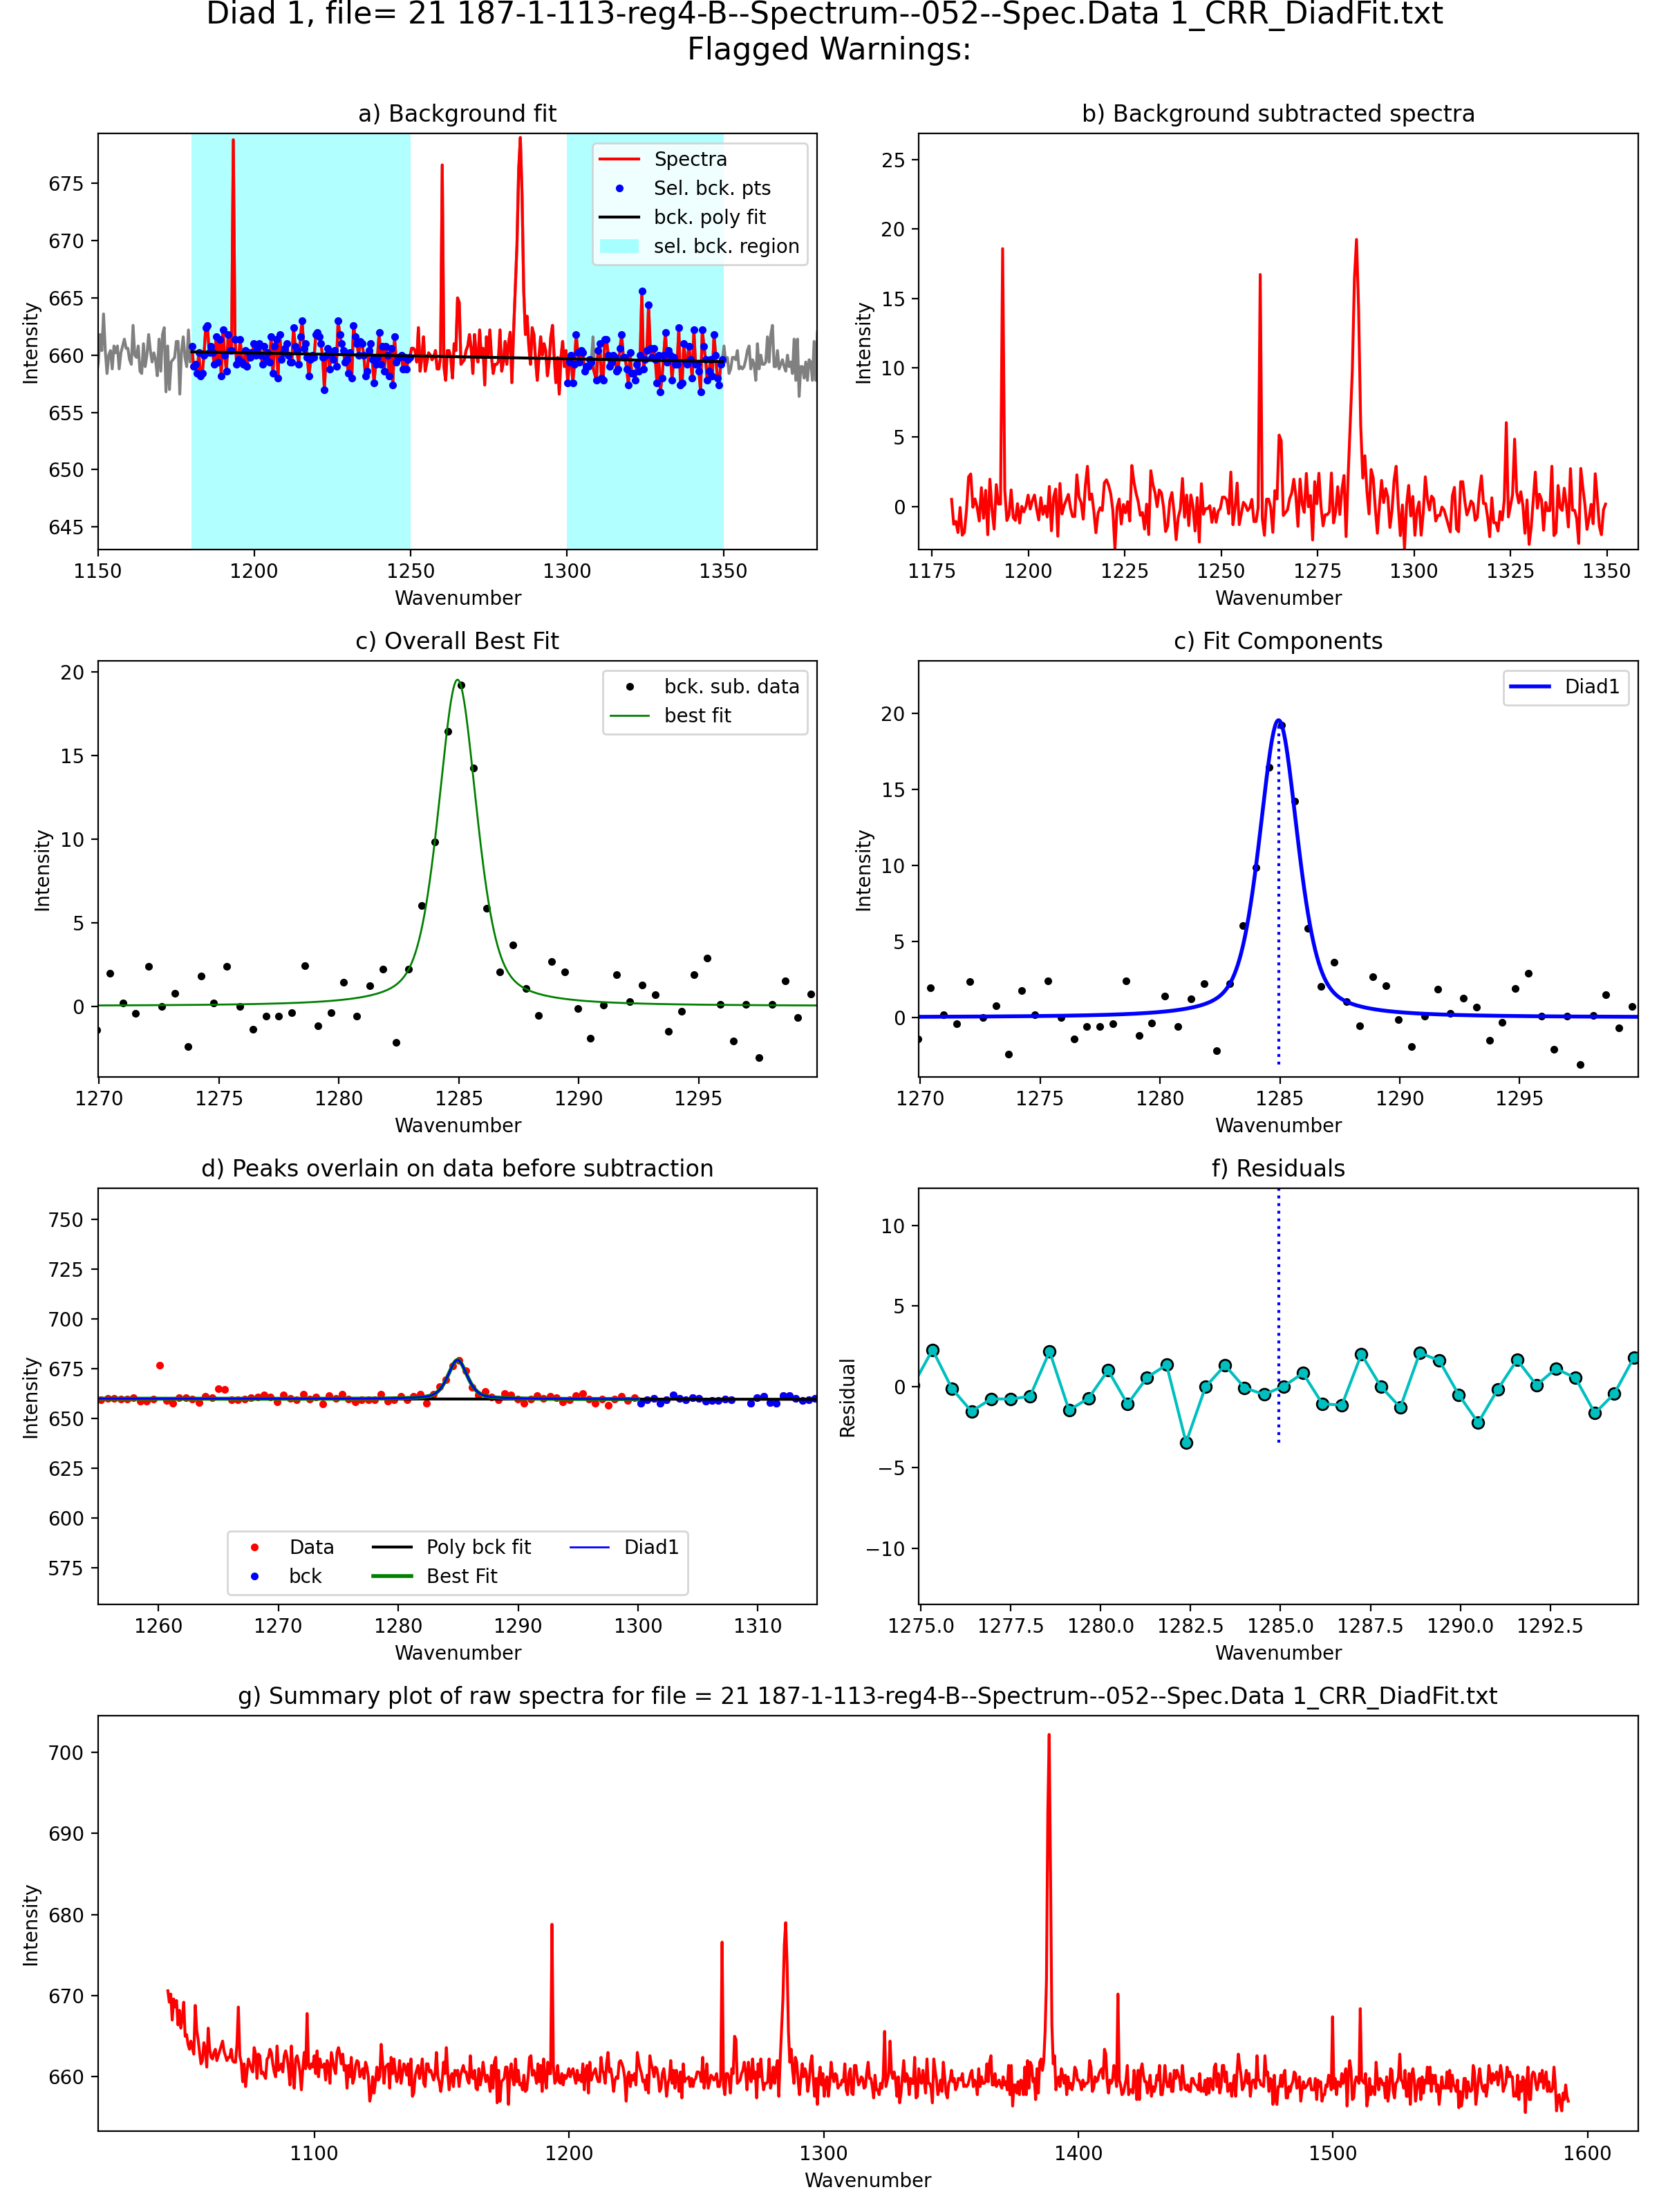 Diad 1, file= 21 187-1-113-reg4-B--Spectrum--052--Spec.Data 1_CRR_DiadFit.txt
Flagged Warnings:
a) Background fit
Intensity
675
670
665
660
655
650
645
Spectra
Sel. bck. pts
bck. poly fit
sel. bck. region
1150 1200 1250 1300 1350
Wavenumber
b) Background subtracted spectra
Intensity
25
20
15
10
5
0
1175 1200 1225 1250 1275 1300 1325 1350
Wavenumber
c) Overall Best Fit
Intensity
20
15
10
5
0
bck. sub. data
best fit
1270 1275 1280 1285 1290 1295
Wavenumber
c) Fit Components
Intensity
20
15
10
5
0
Diad1
1270 1275 1280 1285 1290 1295
Wavenumber
d) Peaks overlain on data before subtraction
Intensity
750
725
700
675
650
625
600
575
Data Poly bck fit Diad1
bck Best Fit
1260 1270 1280 1290 1300 1310
Wavenumber
f) Residuals
Residual
10
5
0
−5
−10
1275.0 1277.5 1280.0 1282.5 1285.0 1287.5 1290.0 1292.5
Wavenumber
g) Summary plot of raw spectra for file = 21 187-1-113-reg4-B--Spectrum--052--Spec.Data 1_CRR_DiadFit.txt
Intensity
700
690
680
670
660
1100 1200 1300 1400 1500 1600
Wavenumber